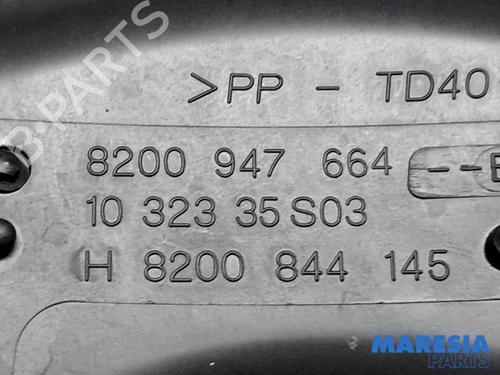 B-PARTS
>PP - TD40
8200 947 664 --E
10 323 35 S03
H 8200 844 145
MARESIA
PARTS